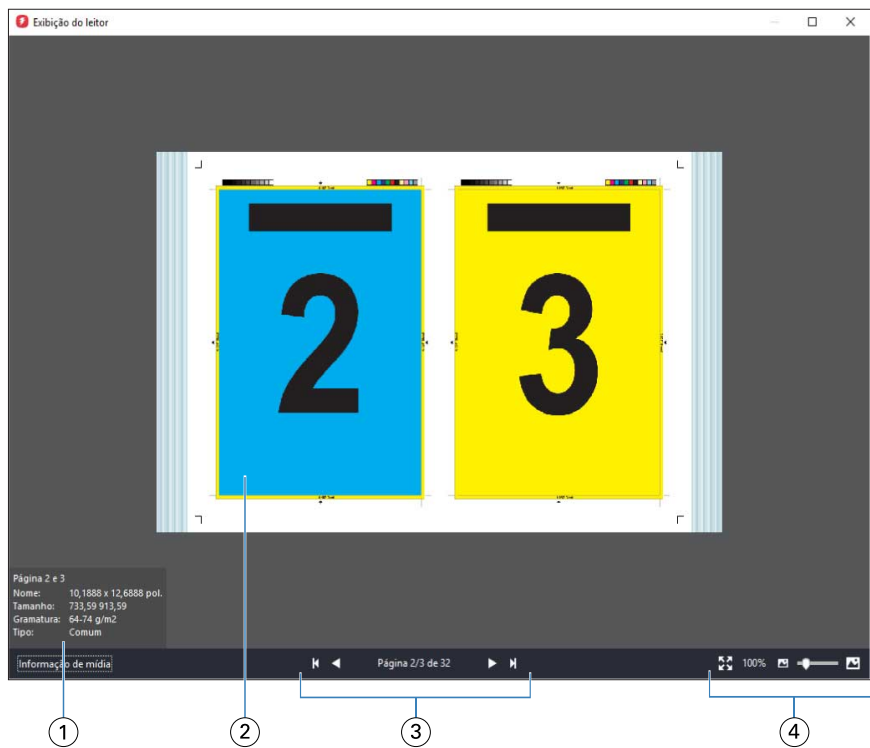 Exibição do leitor
2
3
Página 2 e 3
Nome: 10,1888 x 12,6888 pol.
Tamanho: 733,59 913,59
Gramatura: 64-74 g/m2
Tipo: Comum
Informação de mídia
Página 2/3 de 32
100%
1
2
3
4